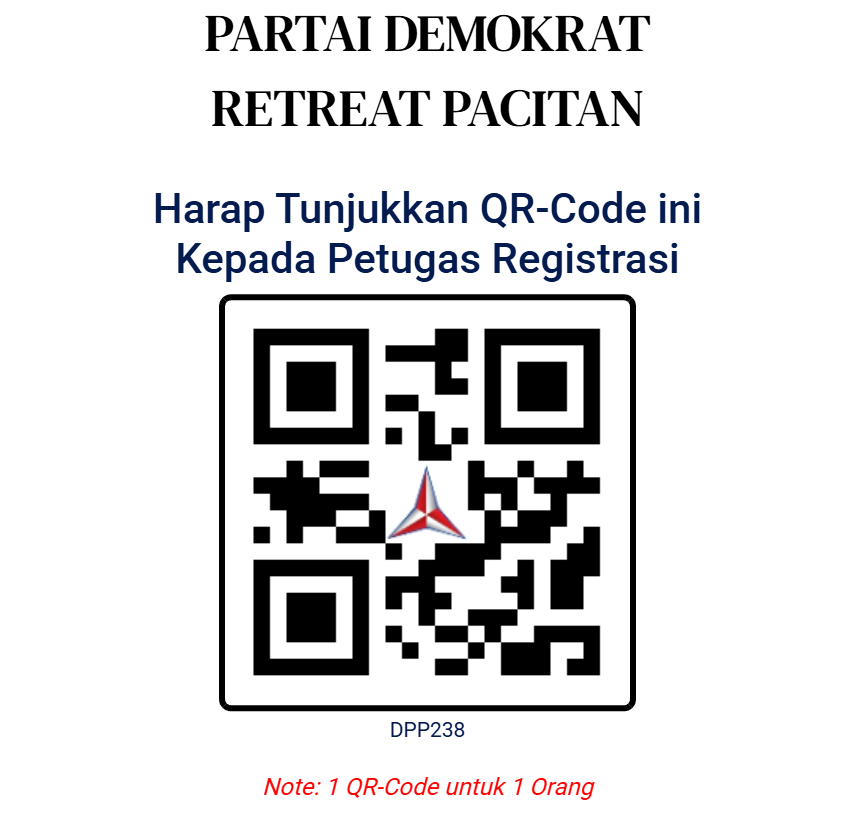 PARTAI DEMOKRAT
RETREAT PACITAN
Harap Tunjukkan QR-Code ini
Kepada Petugas Registrasi
DPP238
Note: 1 QR-Code untuk 1 Orang